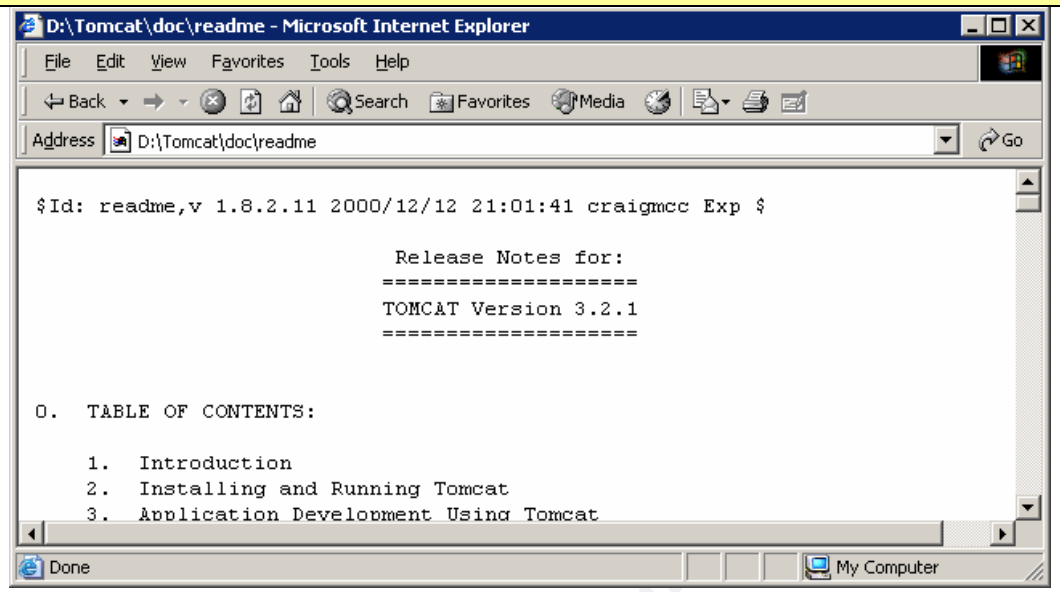 D:\Tomcat\doc\readme - Microsoft Internet Explorer
File Edit View Favorites Tools Help
Back Search Favorites Media
Address D:\Tomcat\doc\readme Go
$Id: readme,v 1.8.2.11 2000/12/12 21:01:41 craigmcc Exp $
Release Notes for:
====================
TOMCAT Version 3.2.1
====================
0. TABLE OF CONTENTS:
1. Introduction
2. Installing and Running Tomcat
3. Application Development Using Tomcat
Done My Computer